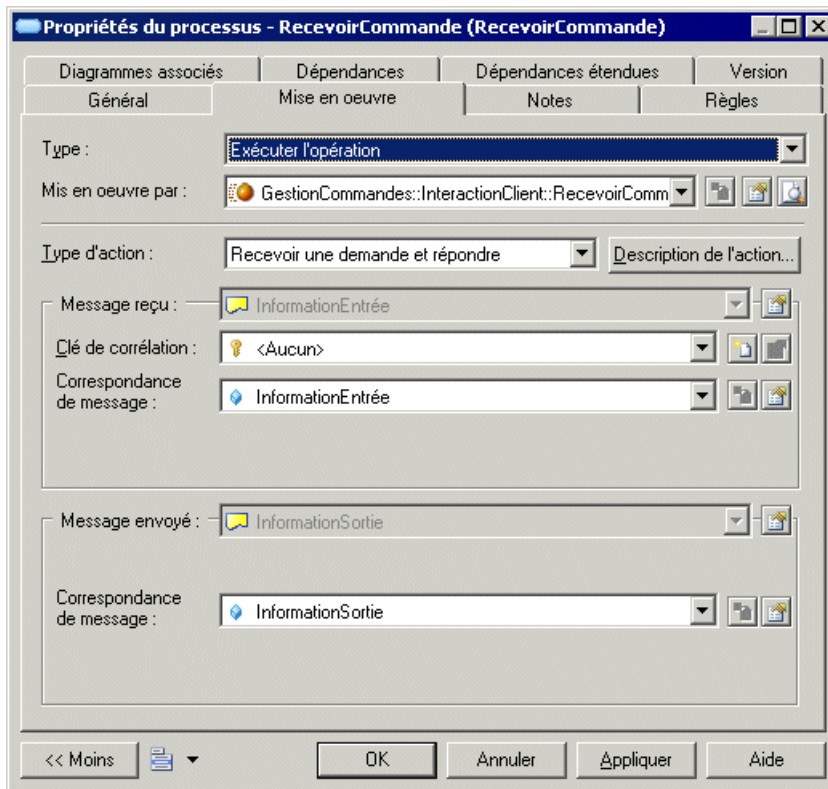 Propriétés du processus - RecevoirCommande (RecevoirCommande)
Diagrammes associés Dépendances Dépendances étendues Version
Général Mise en oeuvre Notes Règles
Type : Exécuter l'opération
Mis en oeuvre par : GestionCommandes::InteractionClient::RecevoirComm
Type d'action : Recevoir une demande et répondre Description de l'action...
Message reçu : InformationEntrée
Clé de corrélation : <Aucun>
Correspondance
de message : InformationEntrée
Message envoyé : InformationSortie
Correspondance
de message : InformationSortie
<< Moins OK Annuler Appliquer Aide